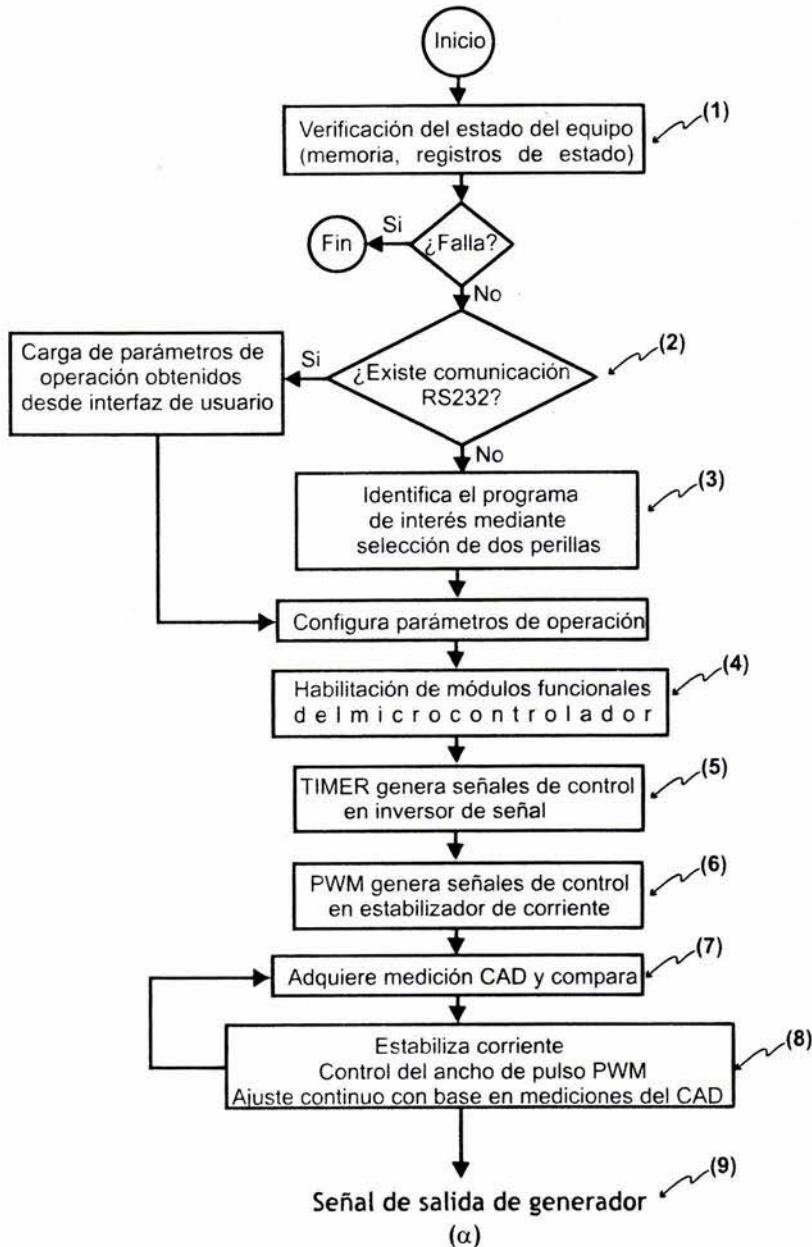 Inicio
Verificación del estado del equipo
(memoria, registros de estado)
(1)
¿Falla?
Si
Fin
No
¿Existe comunicación
RS232?
(2)
Si
Carga de parámetros de
operación obtenidos
desde interfaz de usuario
No
Identifica el programa
de interés mediante
selección de dos perillas
(3)
Configura parámetros de operación
Habilitación de módulos funcionales
d e l m i c r o c o n t r o l a d o r
(4)
TIMER genera señales de control
en inversor de señal
(5)
PWM genera señales de control
en estabilizador de corriente
(6)
Adquiere medición CAD y compara
(7)
Estabiliza corriente
Control del ancho de pulso PWM
Ajuste continuo con base en mediciones del CAD
(8)
Señal de salida de generador
(9)
(α)